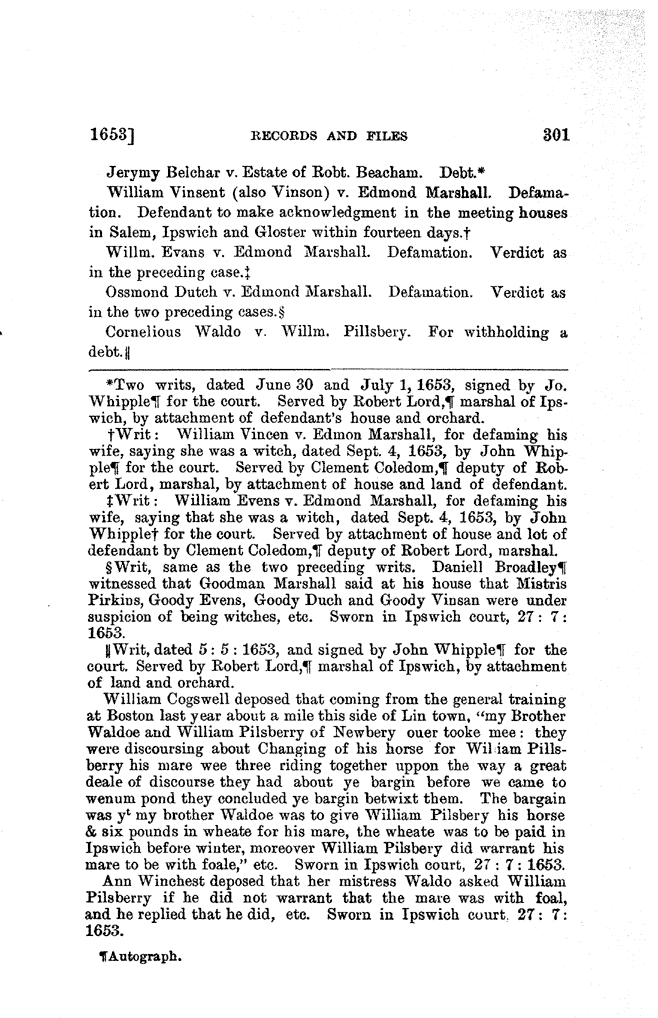 1653] RECORDS AND FILES 301
Jerymy Belchar v. Estate of Robt. Beacham. Debt.*
William Vinsent (also Vinson) v. Edmond Marshall. Defama-
tion. Defendant to make acknowledgment in the meeting houses
in Salem, Ipswich and Gloster within fourteen days.†
Willm. Evans v. Edmond Marshall. Defamation. Verdict as
in the preceding case.‡
Ossmond Dutch v. Edmond Marshall. Defamation. Verdict as
in the two preceding cases.§
Cornelious Waldo v. Willm. Pillsbery. For withholding a
debt.‖
*Two writs, dated June 30 and July 1, 1653, signed by Jo.
Whipple¶ for the court. Served by Robert Lord,¶ marshal of Ips-
wich, by attachment of defendant's house and orchard.
†Writ: William Vincen v. Edmon Marshall, for defaming his
wife, saying she was a witch, dated Sept. 4, 1653, by John Whip-
ple¶ for the court. Served by Clement Coledom,¶ deputy of Rob-
ert Lord, marshal, by attachment of house and land of defendant.
‡Writ: William Evens v. Edmond Marshall, for defaming his
wife, saying that she was a witch, dated Sept. 4, 1653, by John
Whipple† for the court. Served by attachment of house and lot of
defendant by Clement Coledom,¶ deputy of Robert Lord, marshal.
§Writ, same as the two preceding writs. Daniell Broadley¶
witnessed that Goodman Marshall said at his house that Mistris
Pirkins, Goody Evens, Goody Duch and Goody Vinsan were under
suspicion of being witches, etc. Sworn in Ipswich court, 27: 7:
1653.
‖Writ, dated 5: 5: 1653, and signed by John Whipple¶ for the
court. Served by Robert Lord,¶ marshal of Ipswich, by attachment
of land and orchard.
William Cogswell deposed that coming from the general training
at Boston last year about a mile this side of Lin town, "my Brother
Waldoe and William Pilsberry of Newbery ouer tooke mee: they
were discoursing about Changing of his horse for Wil iam Pills-
berry his mare wee three riding together uppon the way a great
deale of discourse they had about ye bargin before we came to
wenum pond they concluded ye bargin betwixt them. The bargain
was yᵗ my brother Waldoe was to give William Pilsbery his horse
& six pounds in wheate for his mare, the wheate was to be paid in
Ipswich before winter, moreover William Pilsbery did warrant his
mare to be with foale," etc. Sworn in Ipswich court, 27: 7: 1653.
Ann Winchest deposed that her mistress Waldo asked William
Pilsberry if he did not warrant that the mare was with foal,
and he replied that he did, etc. Sworn in Ipswich court, 27: 7:
1653.
¶Autograph.